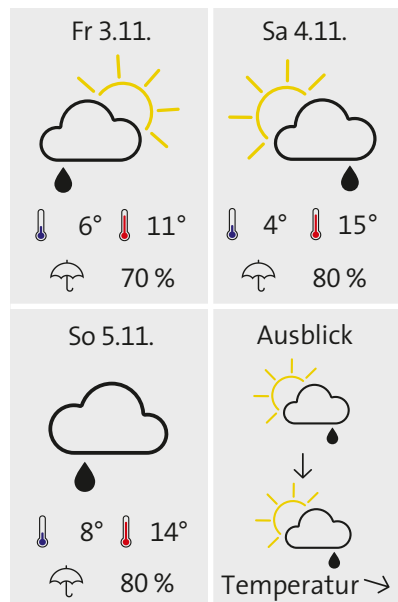 Fr 3.11.
6° 11°
70 %
Sa 4.11.
4° 15°
80 %
So 5.11.
8° 14°
80 %
Ausblick
Temperatur